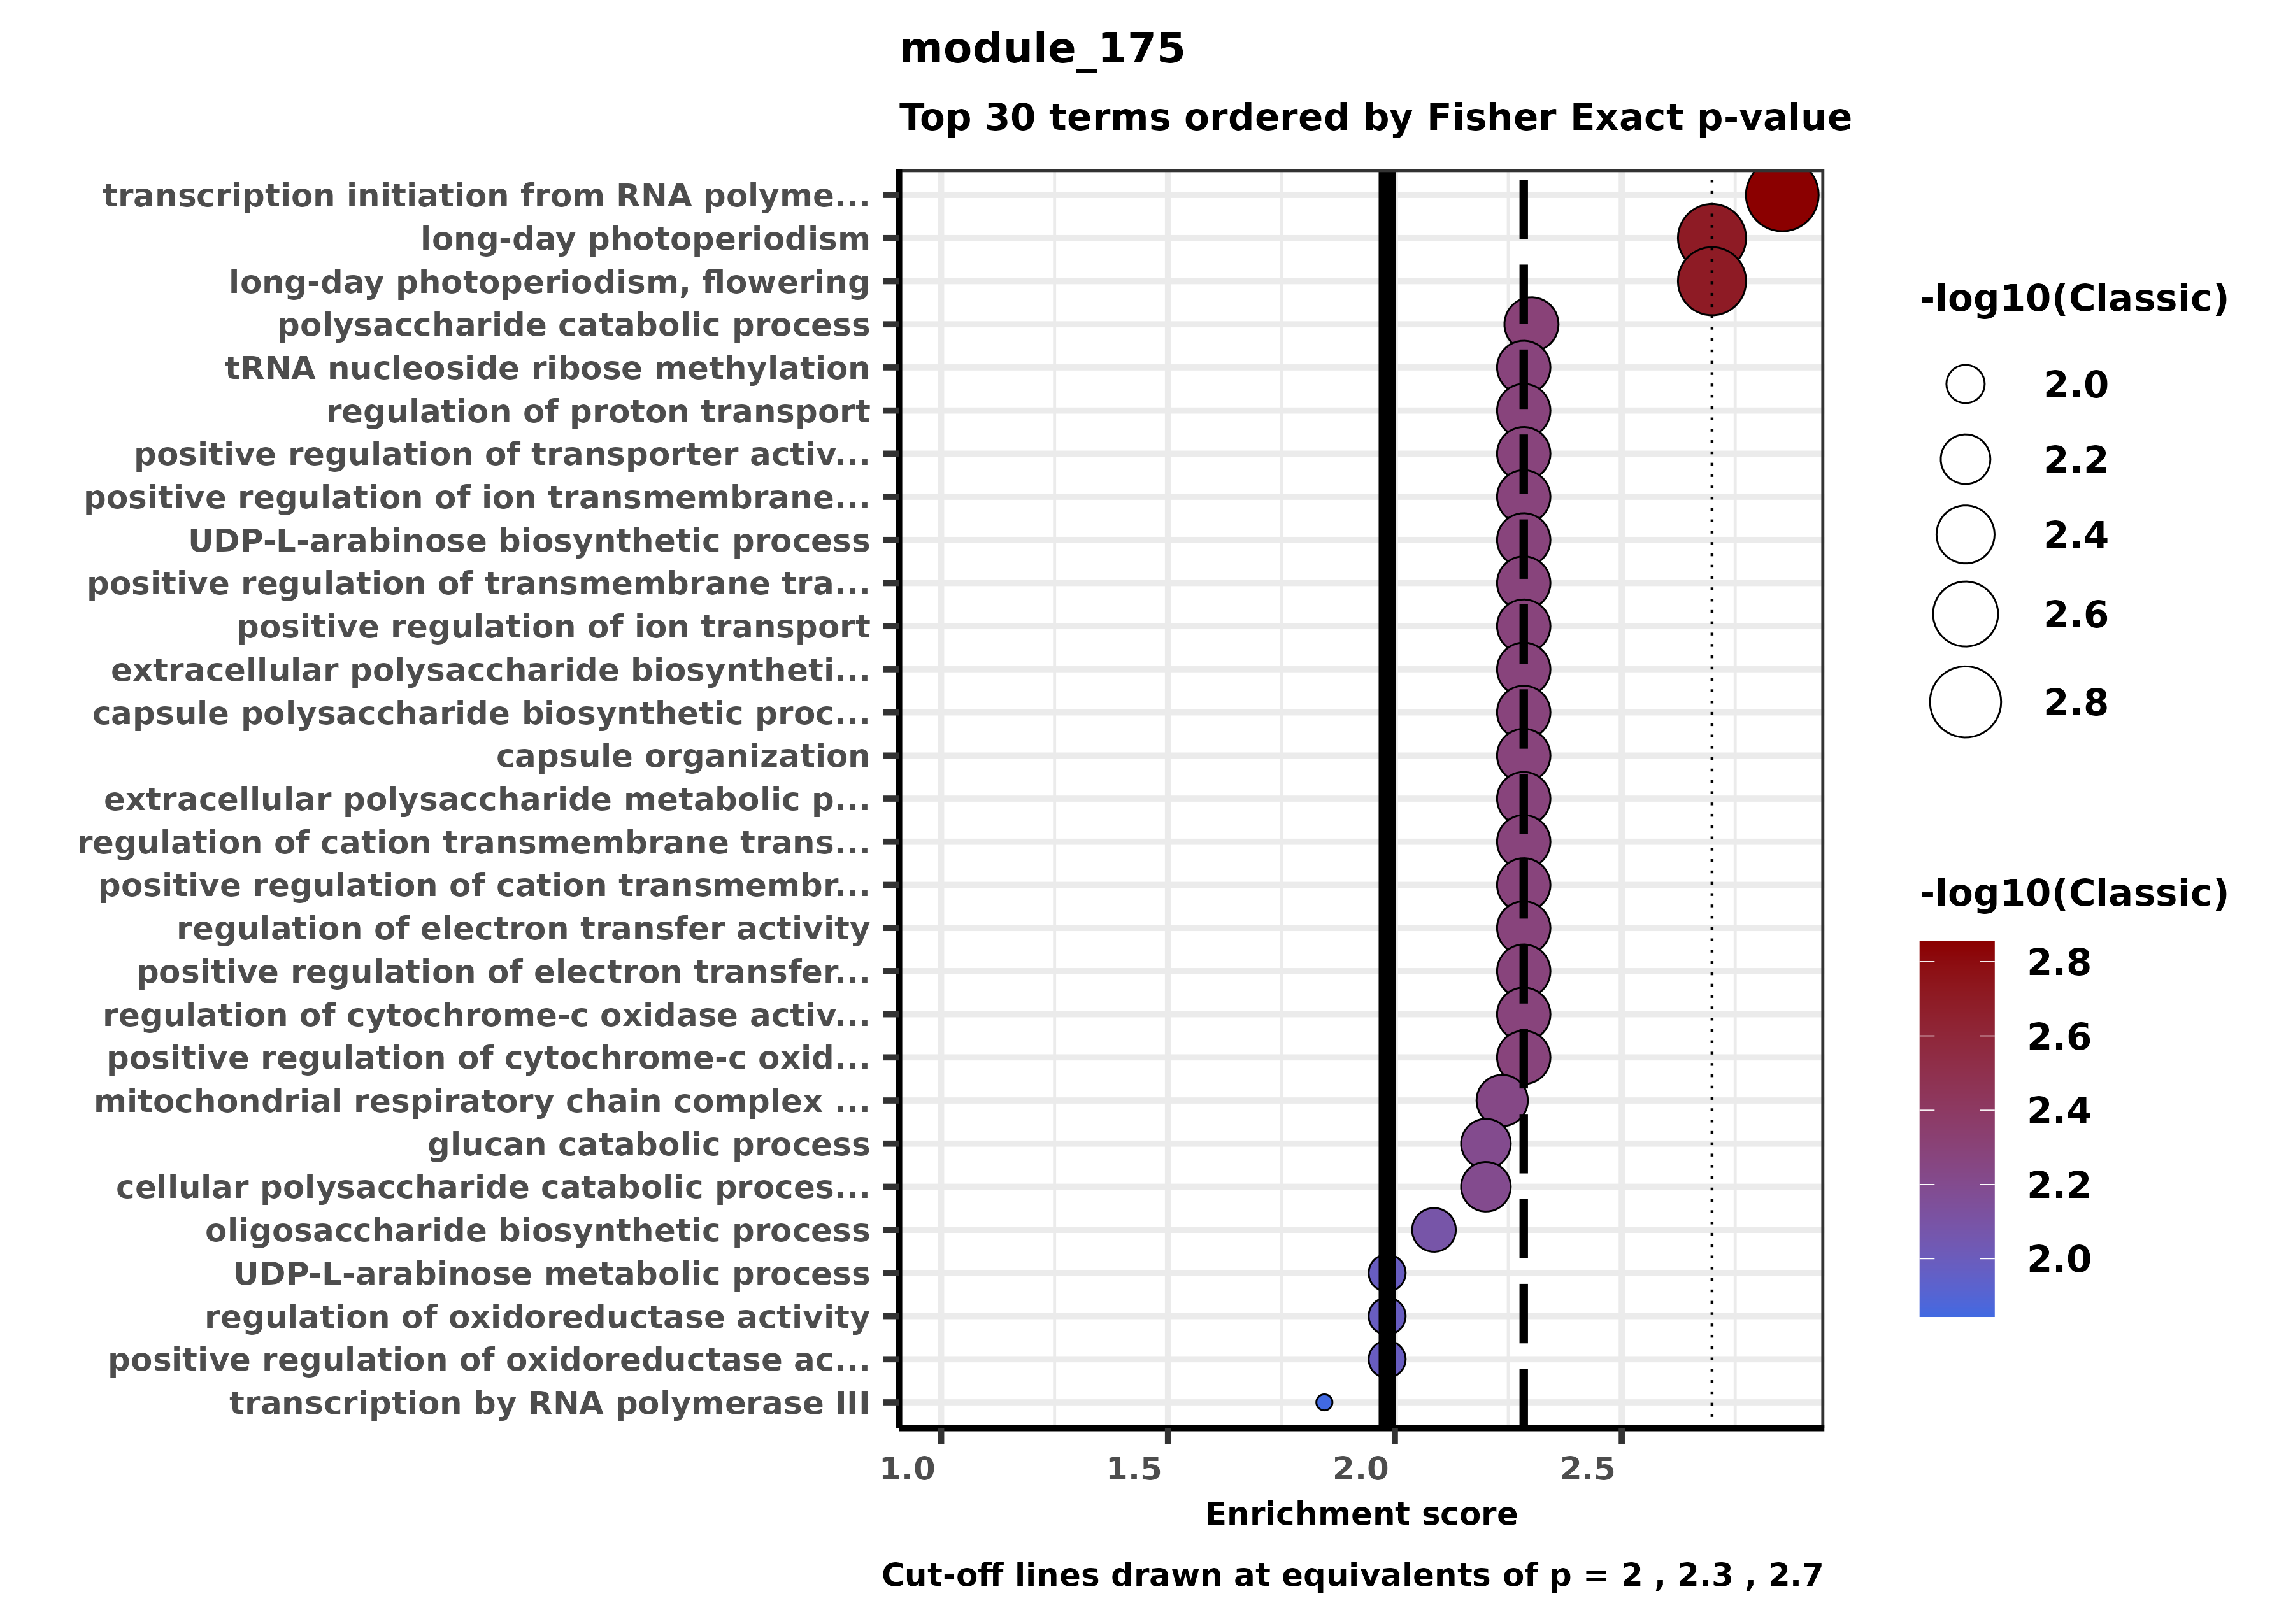 module_175
Top 30 terms ordered by Fisher Exact p-value
transcription initiation from RNA polyme...
long-day photoperiodism
long-day photoperiodism, flowering
polysaccharide catabolic process
tRNA nucleoside ribose methylation
regulation of proton transport
positive regulation of transporter activ...
positive regulation of ion transmembrane...
UDP-L-arabinose biosynthetic process
positive regulation of transmembrane tra...
positive regulation of ion transport
extracellular polysaccharide biosyntheti...
capsule polysaccharide biosynthetic proc...
capsule organization
extracellular polysaccharide metabolic p...
regulation of cation transmembrane trans...
positive regulation of cation transmembr...
regulation of electron transfer activity
positive regulation of electron transfer...
regulation of cytochrome-c oxidase activ...
positive regulation of cytochrome-c oxid...
mitochondrial respiratory chain complex ...
glucan catabolic process
cellular polysaccharide catabolic proces...
oligosaccharide biosynthetic process
UDP-L-arabinose metabolic process
regulation of oxidoreductase activity
positive regulation of oxidoreductase ac...
transcription by RNA polymerase III
1.0 1.5 2.0 2.5
Enrichment score
Cut-off lines drawn at equivalents of p = 2 , 2.3 , 2.7
-log10(Classic)
2.0
2.2
2.4
2.6
2.8
-log10(Classic)
2.8
2.6
2.4
2.2
2.0